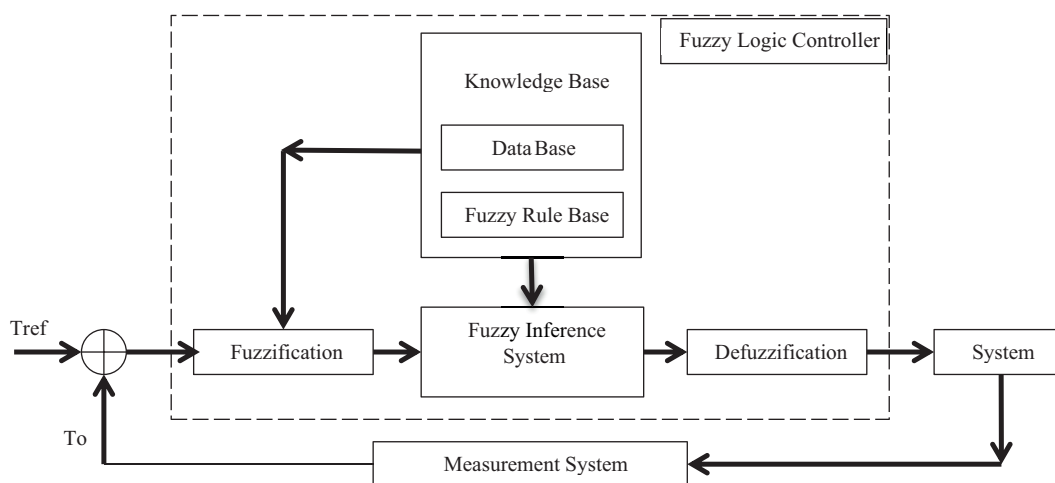 Fuzzy Logic Controller
Knowledge Base
Data Base
Fuzzy Rule Base
Tref
Fuzzification
Fuzzy Inference
System
Defuzzification
System
To
Measurement System